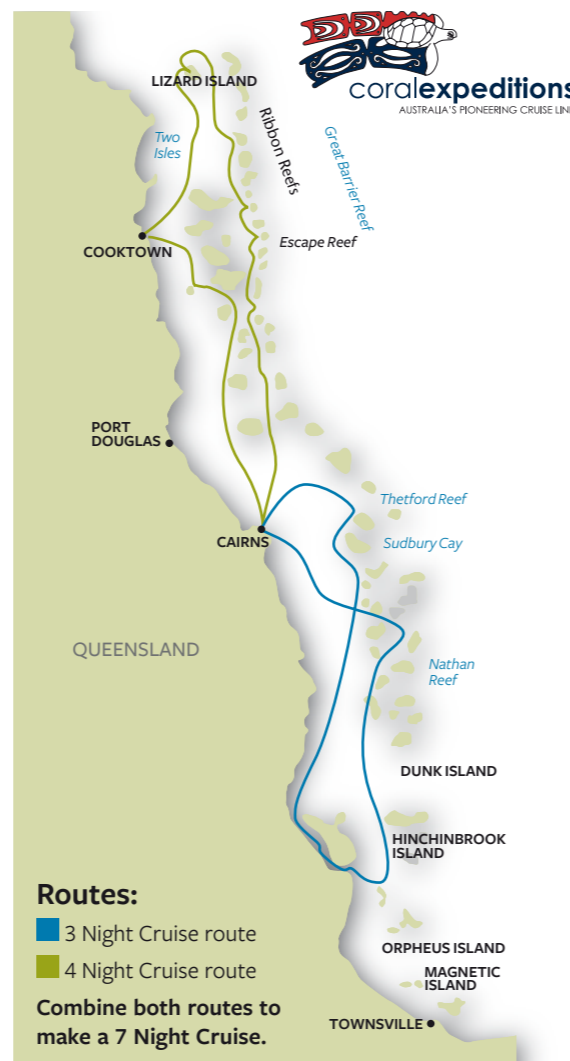 coralexpeditions
AUSTRALIA'S PIONEERING CRUISE LINE
LIZARD ISLAND
Two
Isles
Ribbon Reefs
Great Barrier Reef
COOKTOWN
Escape Reef
PORT
DOUGLAS
Thetford Reef
CAIRNS
Sudbury Cay
QUEENSLAND
Nathan
Reef
DUNK ISLAND
HINCHINBROOK
ISLAND
Routes:
3 Night Cruise route
4 Night Cruise route
Combine both routes to
make a 7 Night Cruise.
ORPHEUS ISLAND
MAGNETIC
ISLAND
TOWNSVILLE